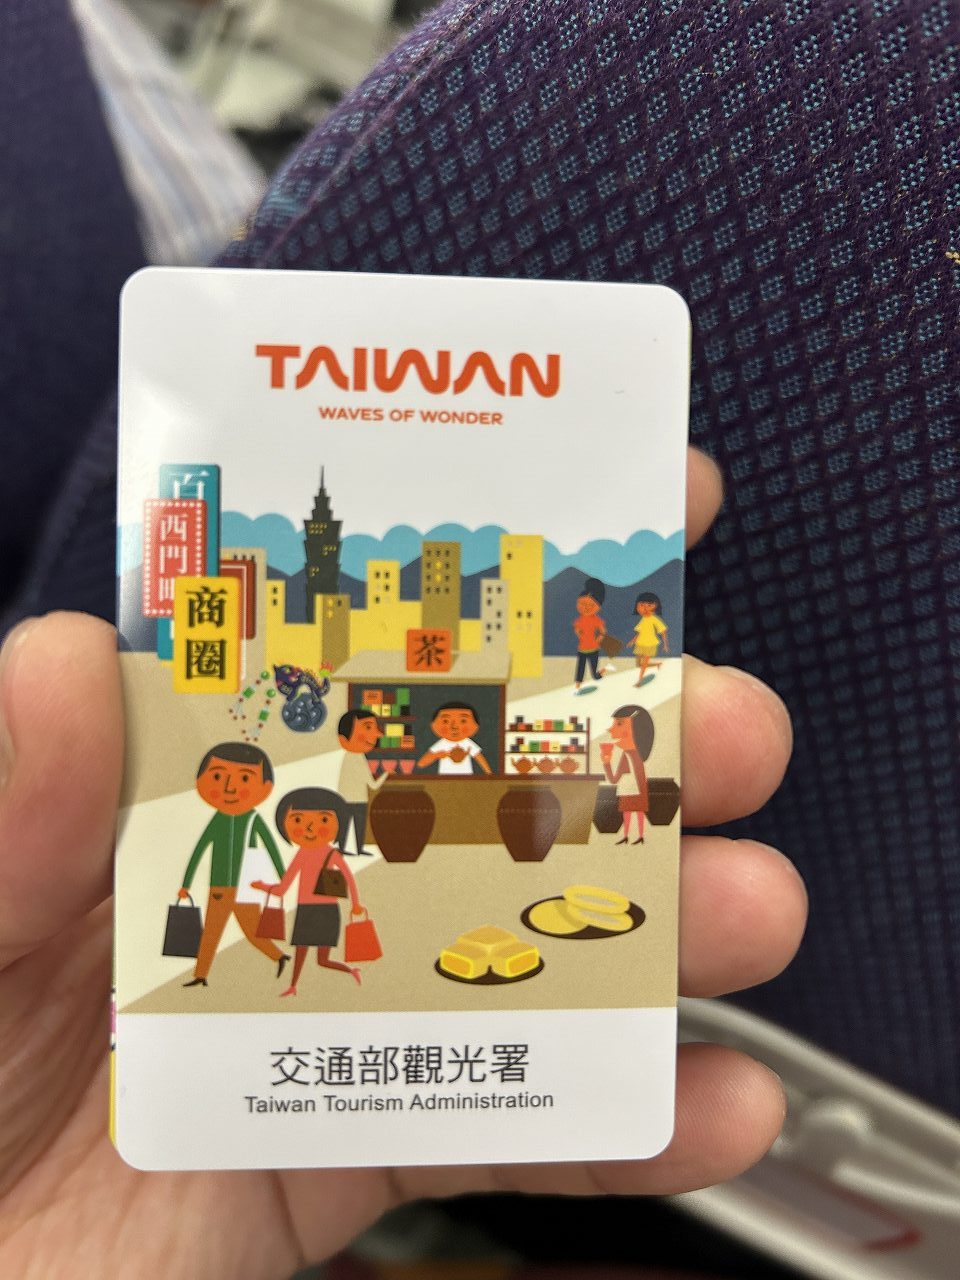 TAIWAN
WAVES OF WONDER
百
西門町
商圈
茶
交通部觀光署
Taiwan Tourism Administration